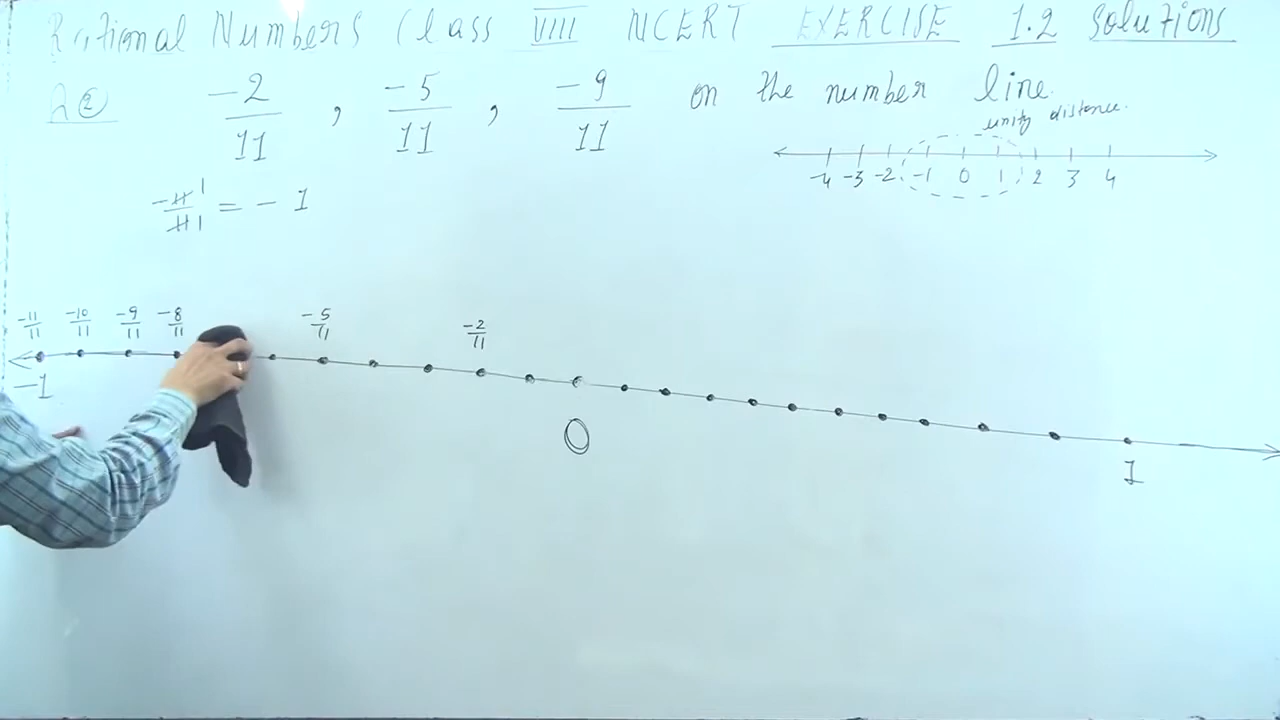 Rational Numbers Class VIII NCERT EXERCISE 1.2 Solutions
2 ② -2/11 , -5/11 , -9/11 on the number line.
unity distance.
-4 -3 -2 -1 0 1 2 3 4
-11/11 = -1
-11/11 -10/11 -9/11 -8/11 -5/11 -2/11
-1 0 1